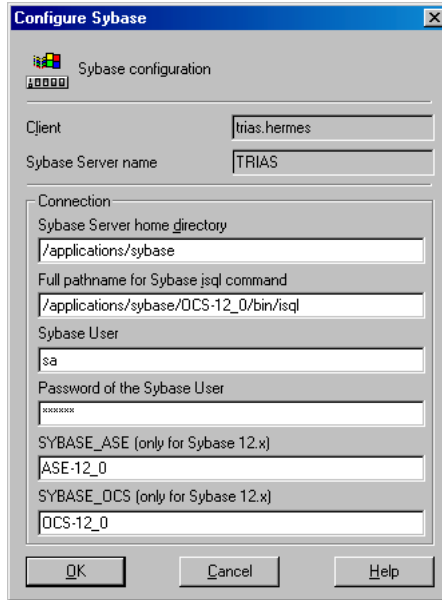 Configure Sybase
Sybase configuration
Client trias.hermes
Sybase Server name TRIAS
Connection
Sybase Server home directory
/applications/sybase
Full pathname for Sybase isql command
/applications/sybase/OCS-12_0/bin/isql
Sybase User
sa
Password of the Sybase User
******
SYBASE_ASE (only for Sybase 12.x)
ASE-12_0
SYBASE_OCS (only for Sybase 12.x)
OCS-12_0
OK Cancel Help